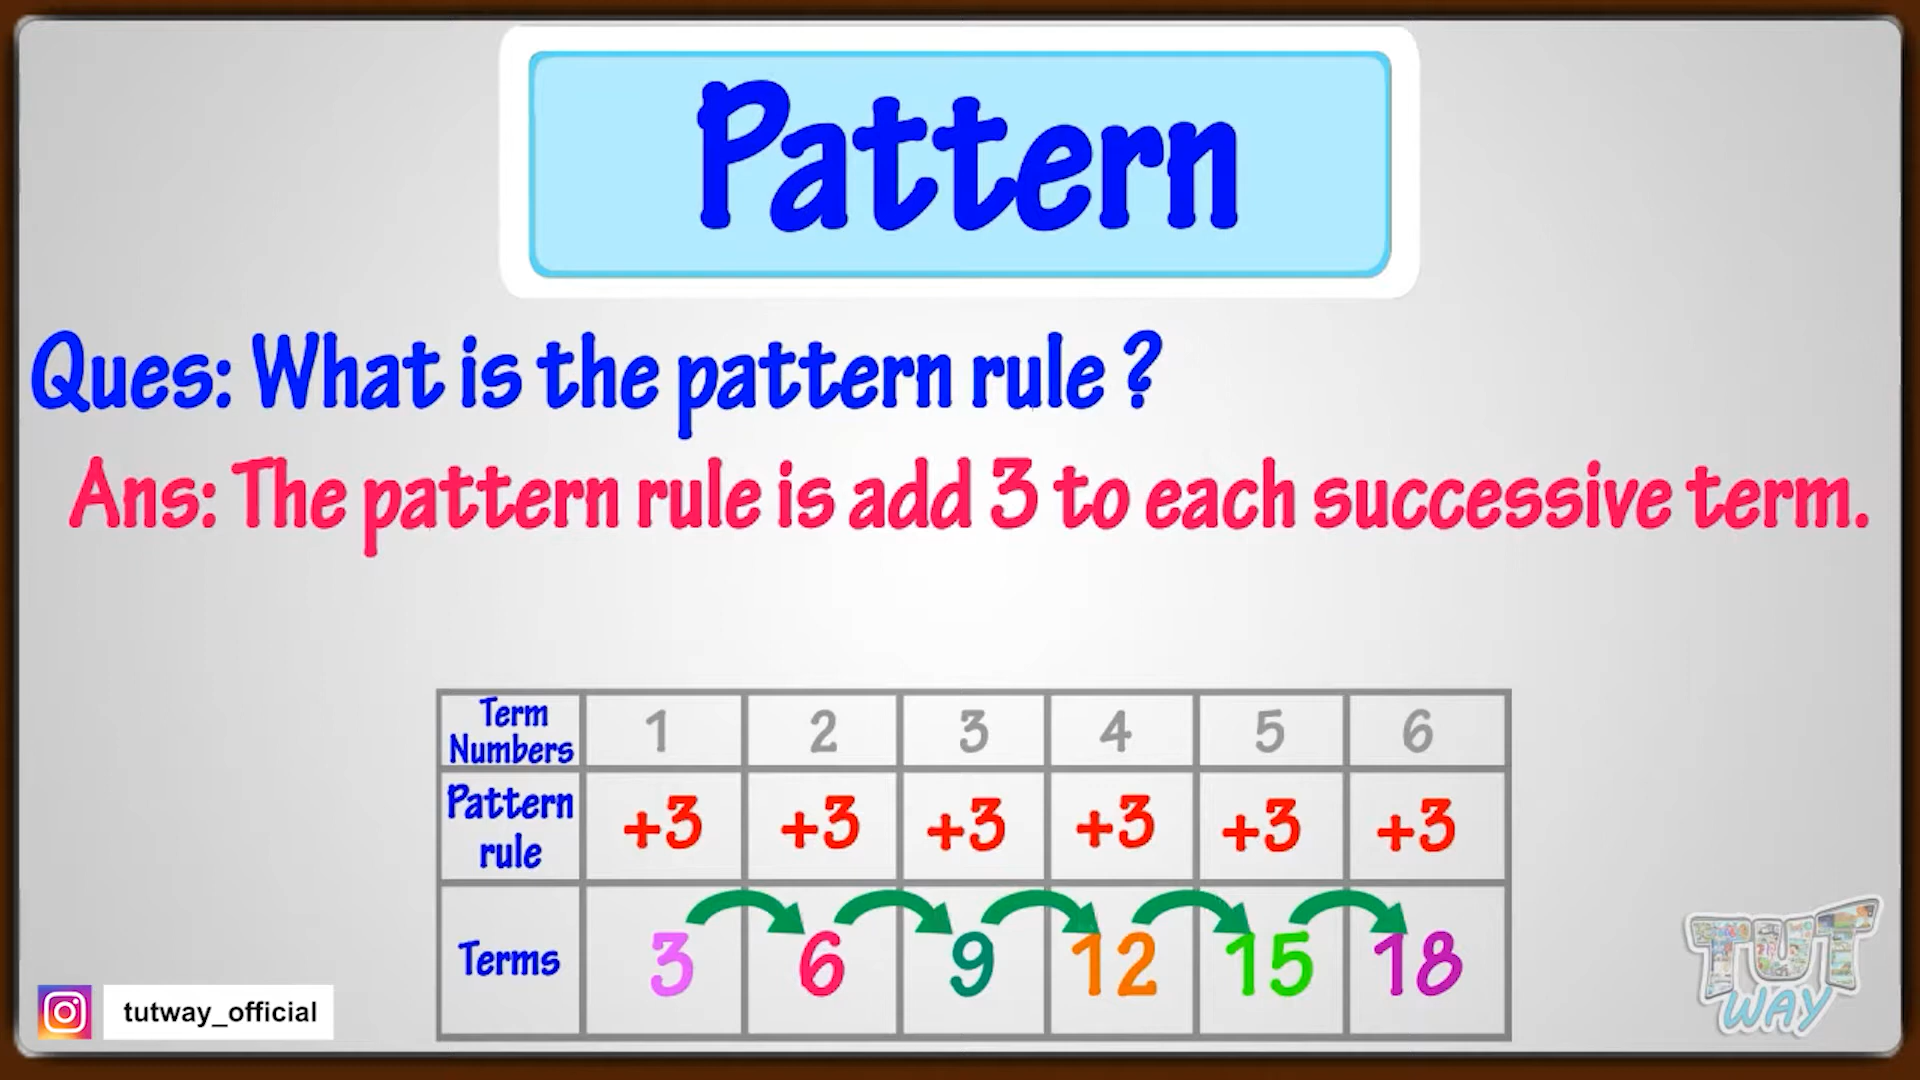 Pattern
Ques: What is the pattern rule ?
Ans: The pattern rule is add 3 to each successive term.
Term Numbers 1 2 3 4 5 6
Pattern rule +3 +3 +3 +3 +3 +3
Terms 3 6 9 12 15 18
tutway_official
TUT
WAY